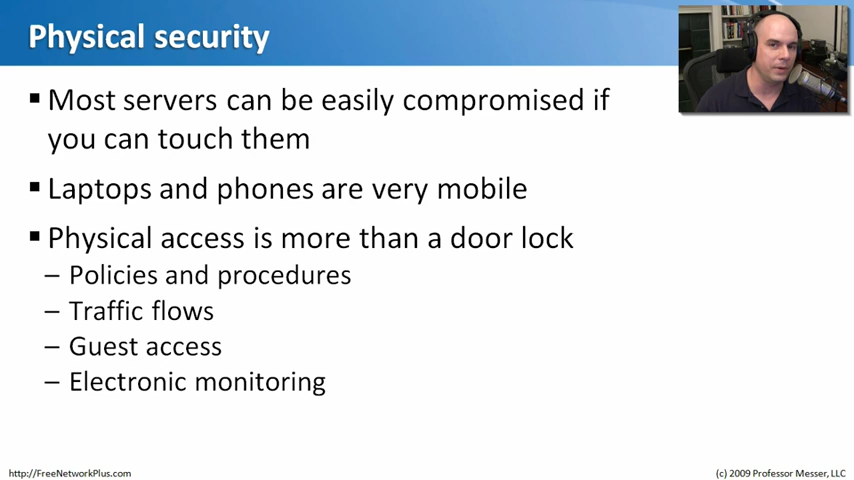 Physical security
▪ Most servers can be easily compromised if
you can touch them
▪ Laptops and phones are very mobile
▪ Physical access is more than a door lock
– Policies and procedures
– Traffic flows
– Guest access
– Electronic monitoring
http://FreeNetworkPlus.com
(c) 2009 Professor Messer, LLC